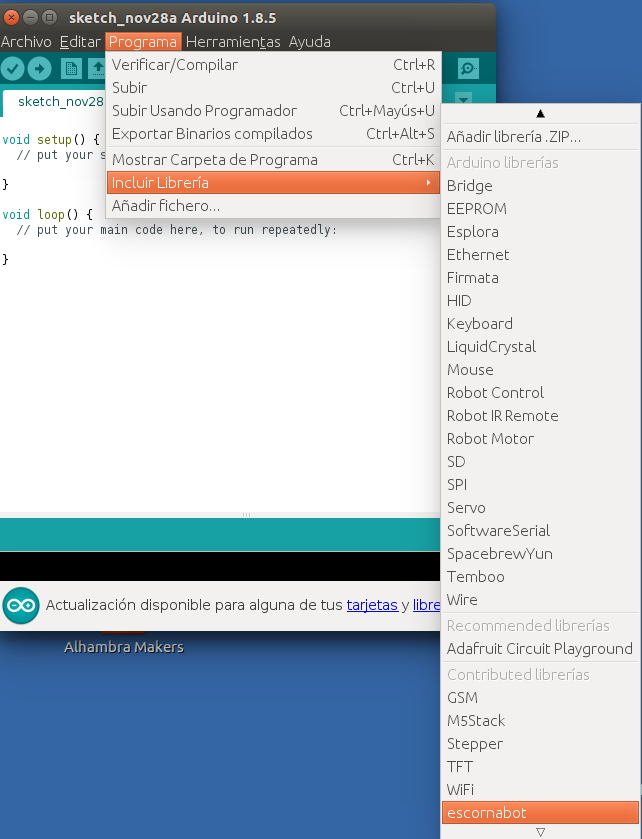 sketch_nov28a Arduino 1.8.5
Archivo Editar Programa Herramientas Ayuda
Verificar/Compilar Ctrl+R
Subir Ctrl+U
Subir Usando Programador Ctrl+Mayús+U
Exportar Binarios compilados Ctrl+Alt+S
Mostrar Carpeta de Programa Ctrl+K
Incluir Librería
Añadir fichero...
sketch_nov28
void setup() {
// put your s
}
void loop() {
// put your main code here, to run repeatedly:
}
Añadir librería .ZIP...
Arduino librerías
Bridge
EEPROM
Esplora
Ethernet
Firmata
HID
Keyboard
LiquidCrystal
Mouse
Robot Control
Robot IR Remote
Robot Motor
SD
SPI
Servo
SoftwareSerial
SpacebrewYun
Temboo
Wire
Recommended librerías
Adafruit Circuit Playground
Contributed librerías
GSM
M5Stack
Stepper
TFT
WiFi
escornabot
Actualización disponible para alguna de tus tarjetas y libre
Alhambra Makers